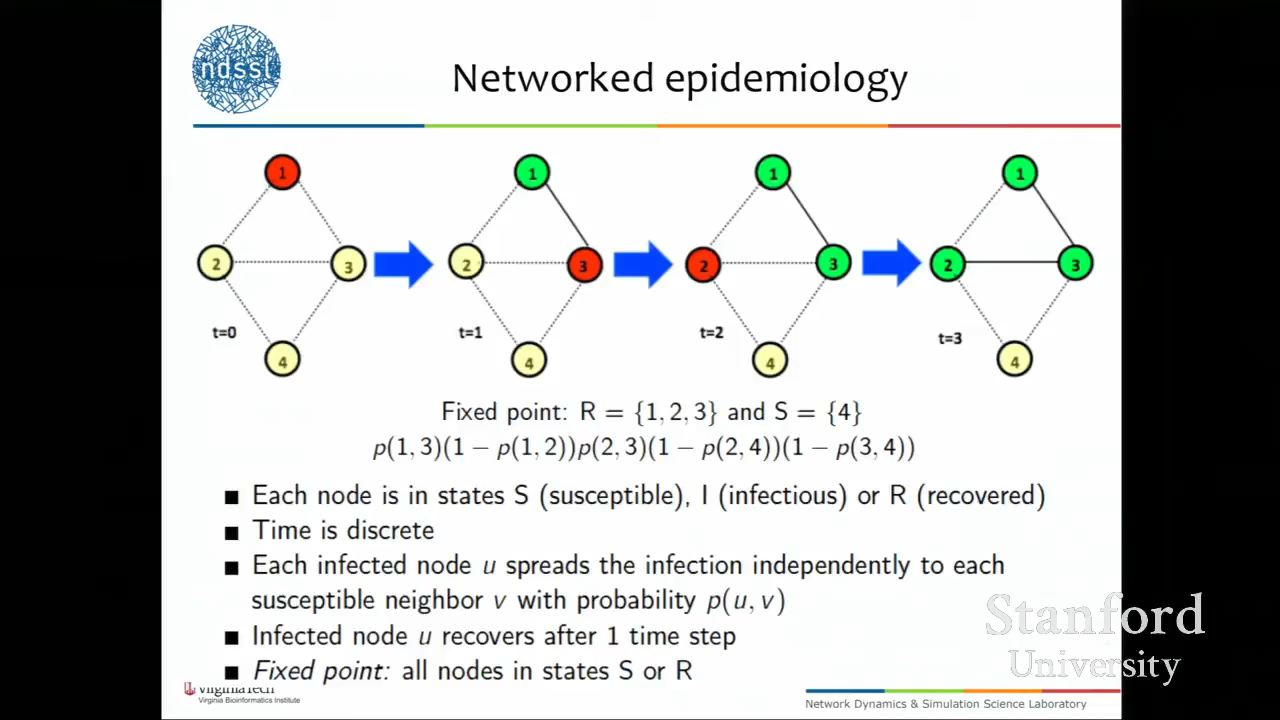 ndssl
Networked epidemiology
1
1
1
1
2
3
2
3
2
3
2
3
t=0
t=1
t=2
t=3
4
4
4
4
Fixed point: R = {1, 2, 3} and S = {4}
p(1, 3)(1 − p(1, 2))p(2, 3)(1 − p(2, 4))(1 − p(3, 4))
■ Each node is in states S (susceptible), I (infectious) or R (recovered)
■ Time is discrete
■ Each infected node u spreads the infection independently to each
susceptible neighbor v with probability p(u, v)
■ Infected node u recovers after 1 time step
■ Fixed point: all nodes in states S or R
Stanford
University
VirginiaTech
Virginia Bioinformatics Institute
Network Dynamics & Simulation Science Laboratory